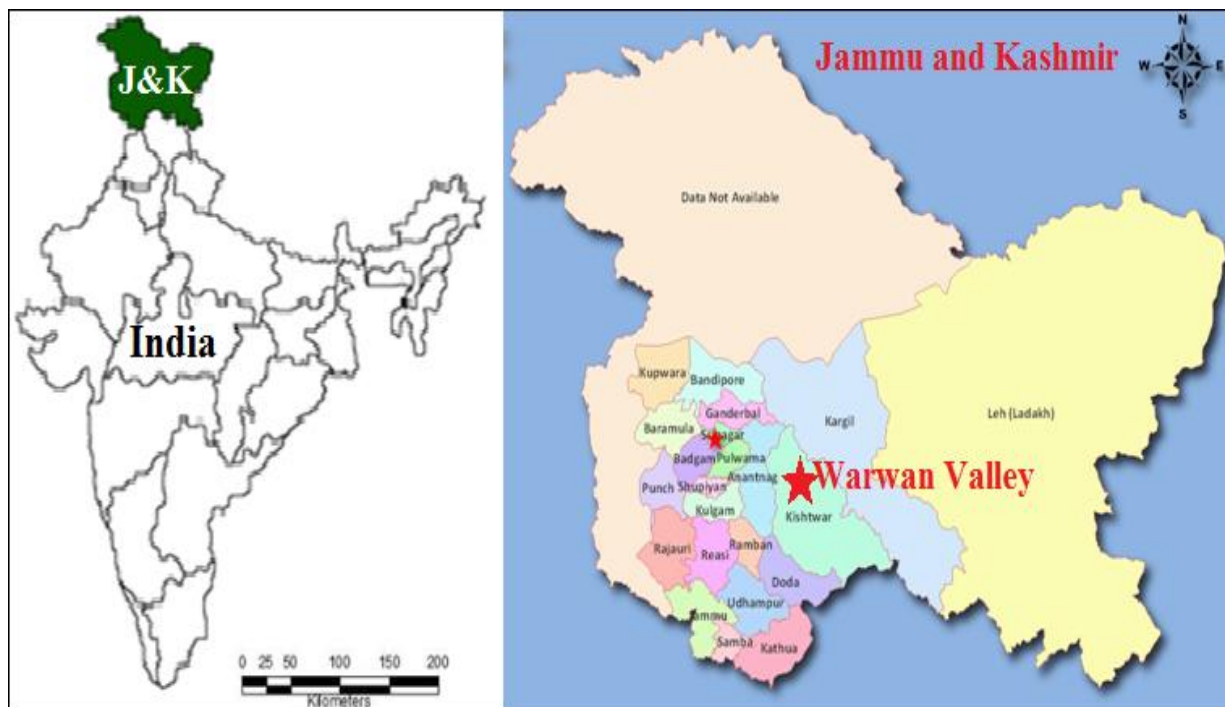 J&K
India
0 25 50 100 150 200
Kilometers
Jammu and Kashmir
N
W E
S
Data Not Available
Kupwara
Bandipore
Ganderbal
Kargil
Leh (Ladakh)
Baramula
Badgam
Pulwama
Anantnag
Warwan Valley
Punch
Shupiyan
Kulgam
Kishtwar
Rajauri
Reasi
Ramban
Doda
Udhampur
Jammu
Samba
Kathua